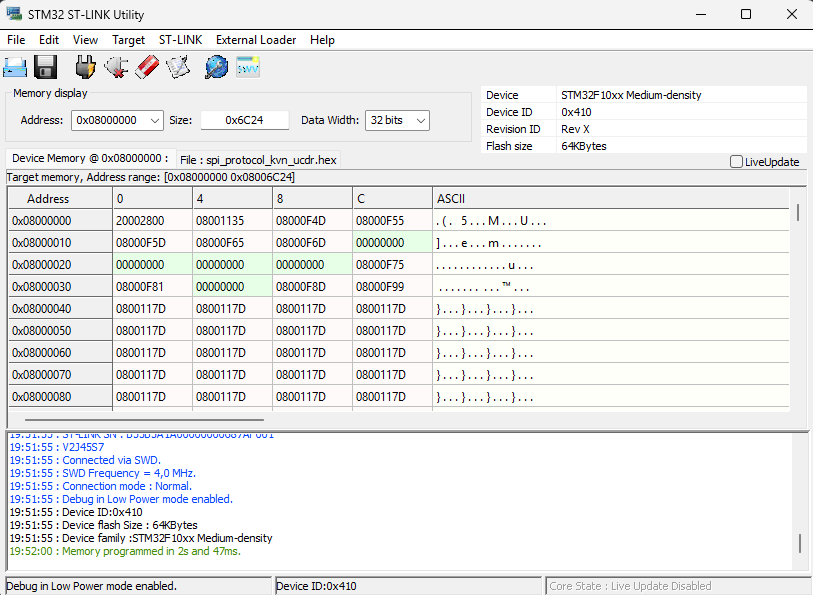 STM32 ST-LINK Utility
File Edit View Target ST-LINK External Loader Help
Memory display
Address: 0x08000000 Size: 0x6C24 Data Width: 32 bits
Device STM32F10xx Medium-density
Device ID 0x410
Revision ID Rev X
Flash size 64KBytes
LiveUpdate
Device Memory @ 0x08000000 : File : spi_protocol_kvn_ucdr.hex
Target memory, Address range: [0x08000000 0x08006C24]
Address 0 4 8 C ASCII
0x08000000 20002800 08001135 08000F4D 08000F55 .(. 5...M...U...
0x08000010 08000F5D 08000F65 08000F6D 00000000 ]...e...m.......
0x08000020 00000000 00000000 00000000 08000F75 ............u...
0x08000030 08000F81 00000000 08000F8D 08000F99 ....... ...™...
0x08000040 0800117D 0800117D 0800117D 0800117D }...}...}...}...
0x08000050 0800117D 0800117D 0800117D 0800117D }...}...}...}...
0x08000060 0800117D 0800117D 0800117D 0800117D }...}...}...}...
0x08000070 0800117D 0800117D 0800117D 0800117D }...}...}...}...
0x08000080 0800117D 0800117D 0800117D 0800117D }...}...}...}...
19:51:55 : ST-LINK SN :
19:51:55 : V2J45S7
19:51:55 : Connected via SWD.
19:51:55 : SWD Frequency = 4,0 MHz.
19:51:55 : Connection mode : Normal.
19:51:55 : Debug in Low Power mode enabled.
19:51:55 : Device ID:0x410
19:51:55 : Device flash Size : 64KBytes
19:51:55 : Device family :STM32F10xx Medium-density
19:52:00 : Memory programmed in 2s and 47ms.
Debug in Low Power mode enabled. Device ID:0x410 Core State : Live Update Disabled